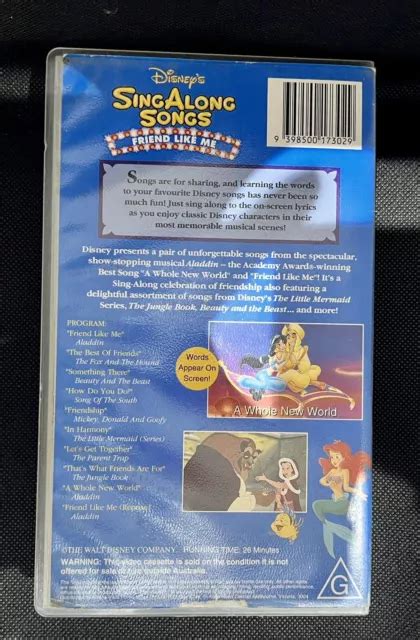 DISNEY'S
SING ALONG
SONGS
FRIEND LIKE ME
9 398500 173029
Songs are for sharing, and learning the words
to your favourite Disney songs has never been so
much fun! Just sing along to the on-screen lyrics
as you enjoy classic Disney characters in their
most memorable musical scenes!
Disney presents a pair of unforgettable songs from the spectacular,
show-stopping musical Aladdin – the Academy Awards-winning
Best Song "A Whole New World" and "Friend Like Me"! It's a
Sing-Along celebration of friendship also featuring a
delightful assortment of songs from Disney's The Little Mermaid
Series, The Jungle Book, Beauty and the Beast... and more!
PROGRAM:
"Friend Like Me"
Aladdin
"The Best Of Friends"
The Fox And The Hound
"Something There"
Beauty And The Beast
"How Do You Do?"
Song Of The South
"Friendship"
Mickey, Donald And Goofy
"In Harmony"
The Little Mermaid (Series)
"Let's Get Together"
The Parent Trap
"That's What Friends Are For"
The Jungle Book
"A Whole New World"
Aladdin
"Friend Like Me (Reprise)
Aladdin
Words
Appear On
Screen!
A Whole New World
©THE WALT DISNEY COMPANY. RUNNING TIME: 26 Minutes
WARNING: This video cassette is sold on the condition it is not
offered for sale or hire outside Australia.
G